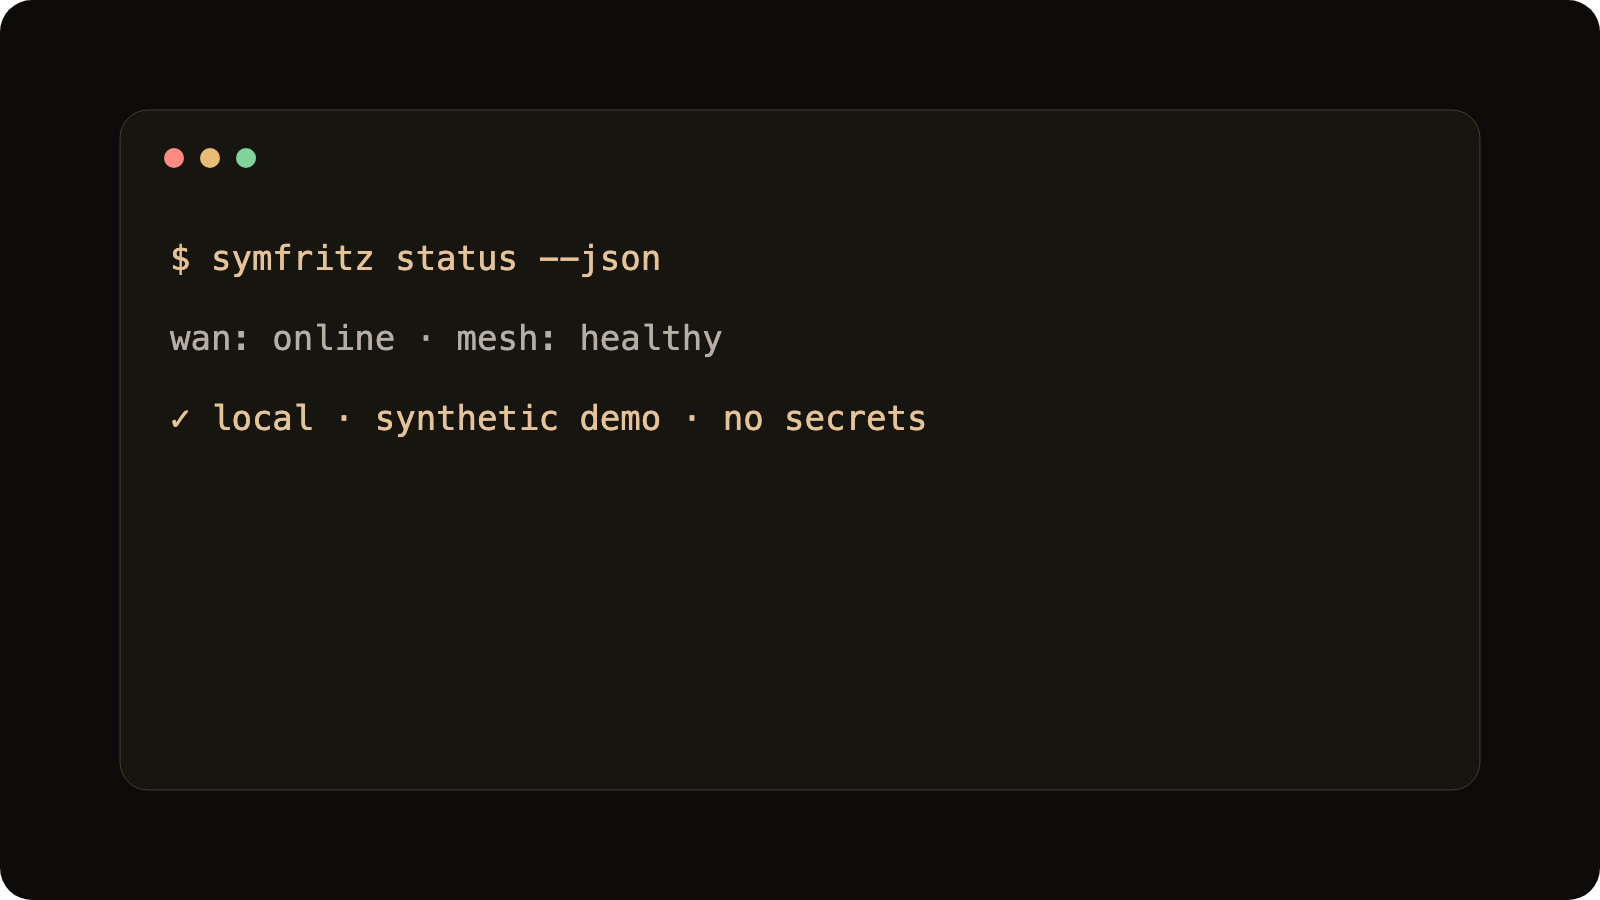 $ symfritz status --json
wan: online · mesh: healthy
✓ local · synthetic demo · no secrets